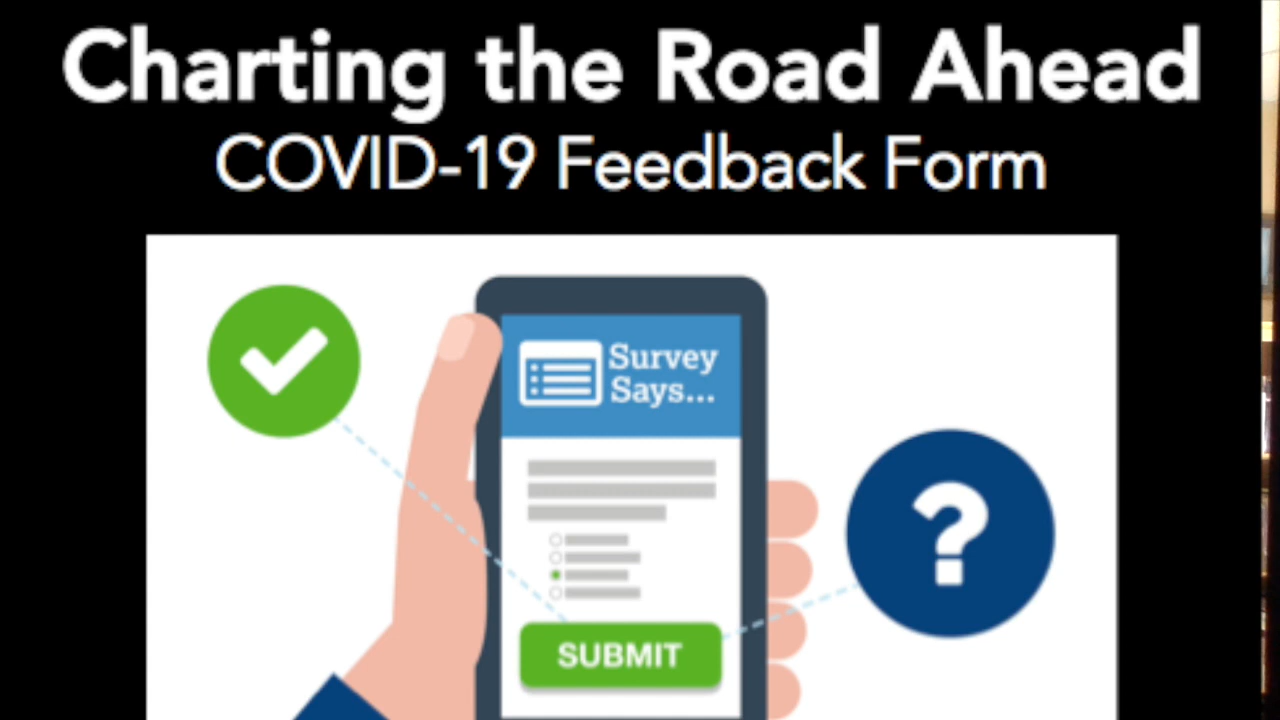 Charting the Road Ahead
COVID-19 Feedback Form
Survey
Says...
SUBMIT